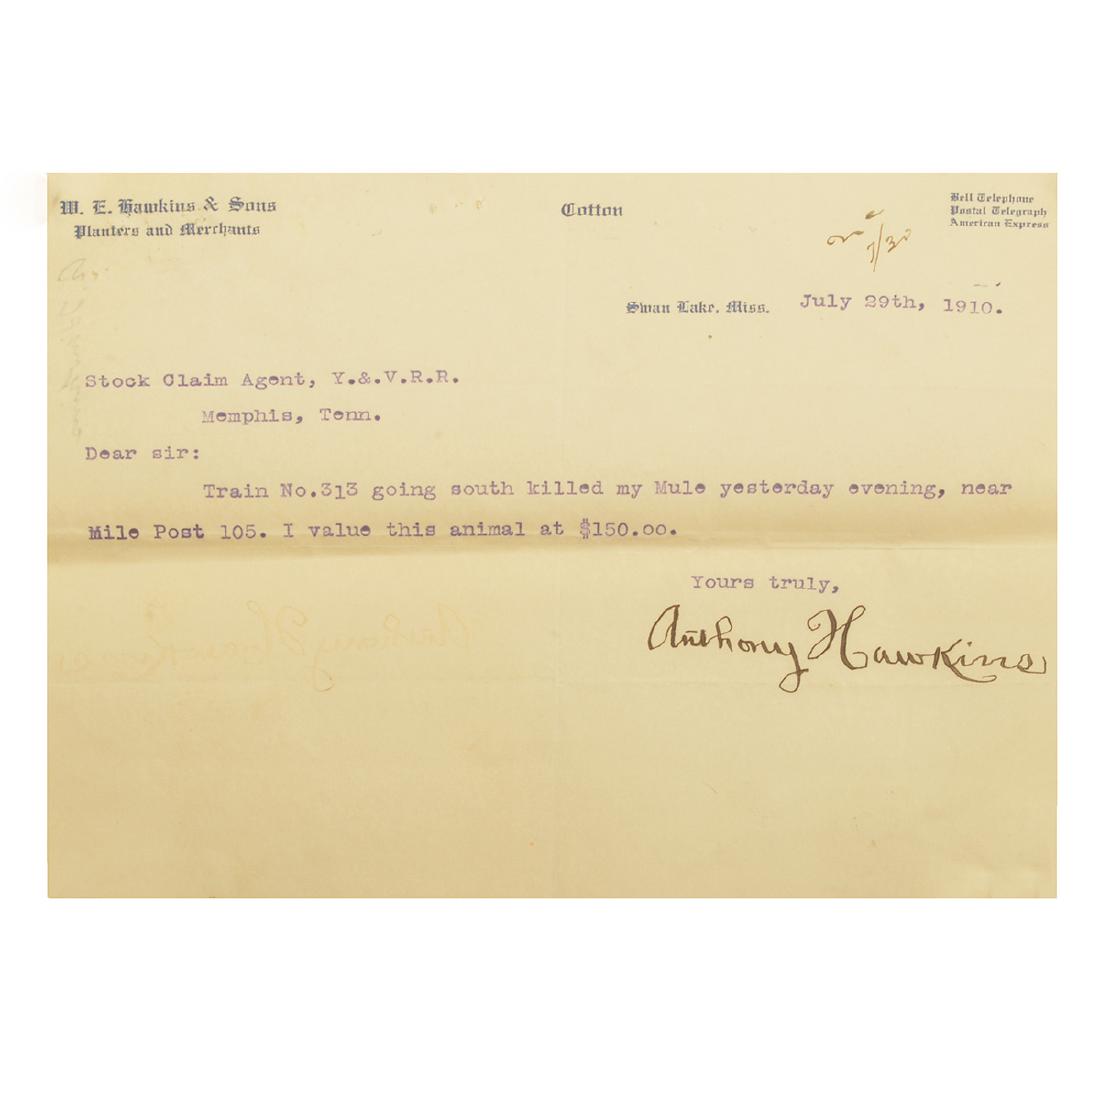 W. E. Hawkins & Sons
Planters and Merchants
Cotton
Bell Telephone
Postal Telegraph
American Express
7/30
Swan Lake, Miss. July 29th, 1910.
Stock Claim Agent, Y.&.V.R.R.
Memphis, Tenn.
Dear sir:
Train No.313 going south killed my Mule yesterday evening, near
Mile Post 105. I value this animal at $150.00.
Yours truly,
Anthony Hawkins